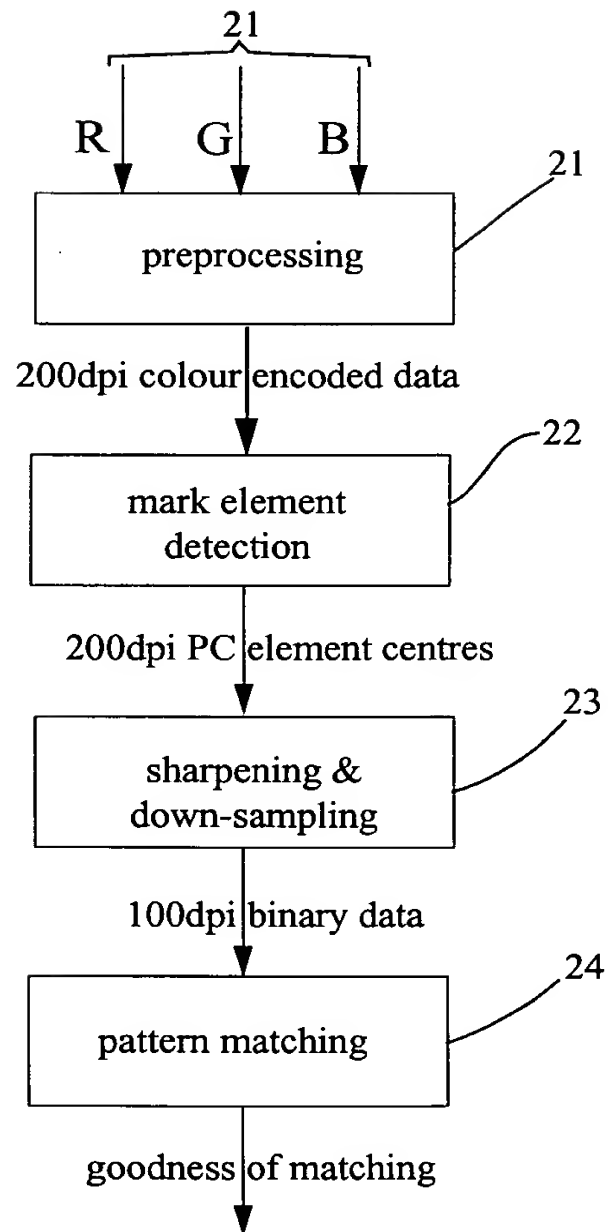 21
R G B
21
preprocessing
200dpi colour encoded data
22
mark element
detection
200dpi PC element centres
23
sharpening &
down-sampling
100dpi binary data
24
pattern matching
goodness of matching